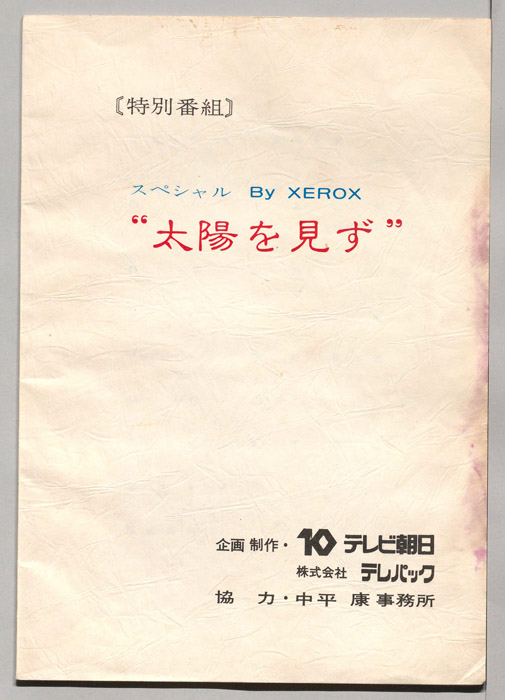 〔特別番組〕
スペシャル By XEROX
“太陽を見ず”
企画 制作・ 10 テレビ朝日
株式会社 テレパック
協 力・中平 康 事務所